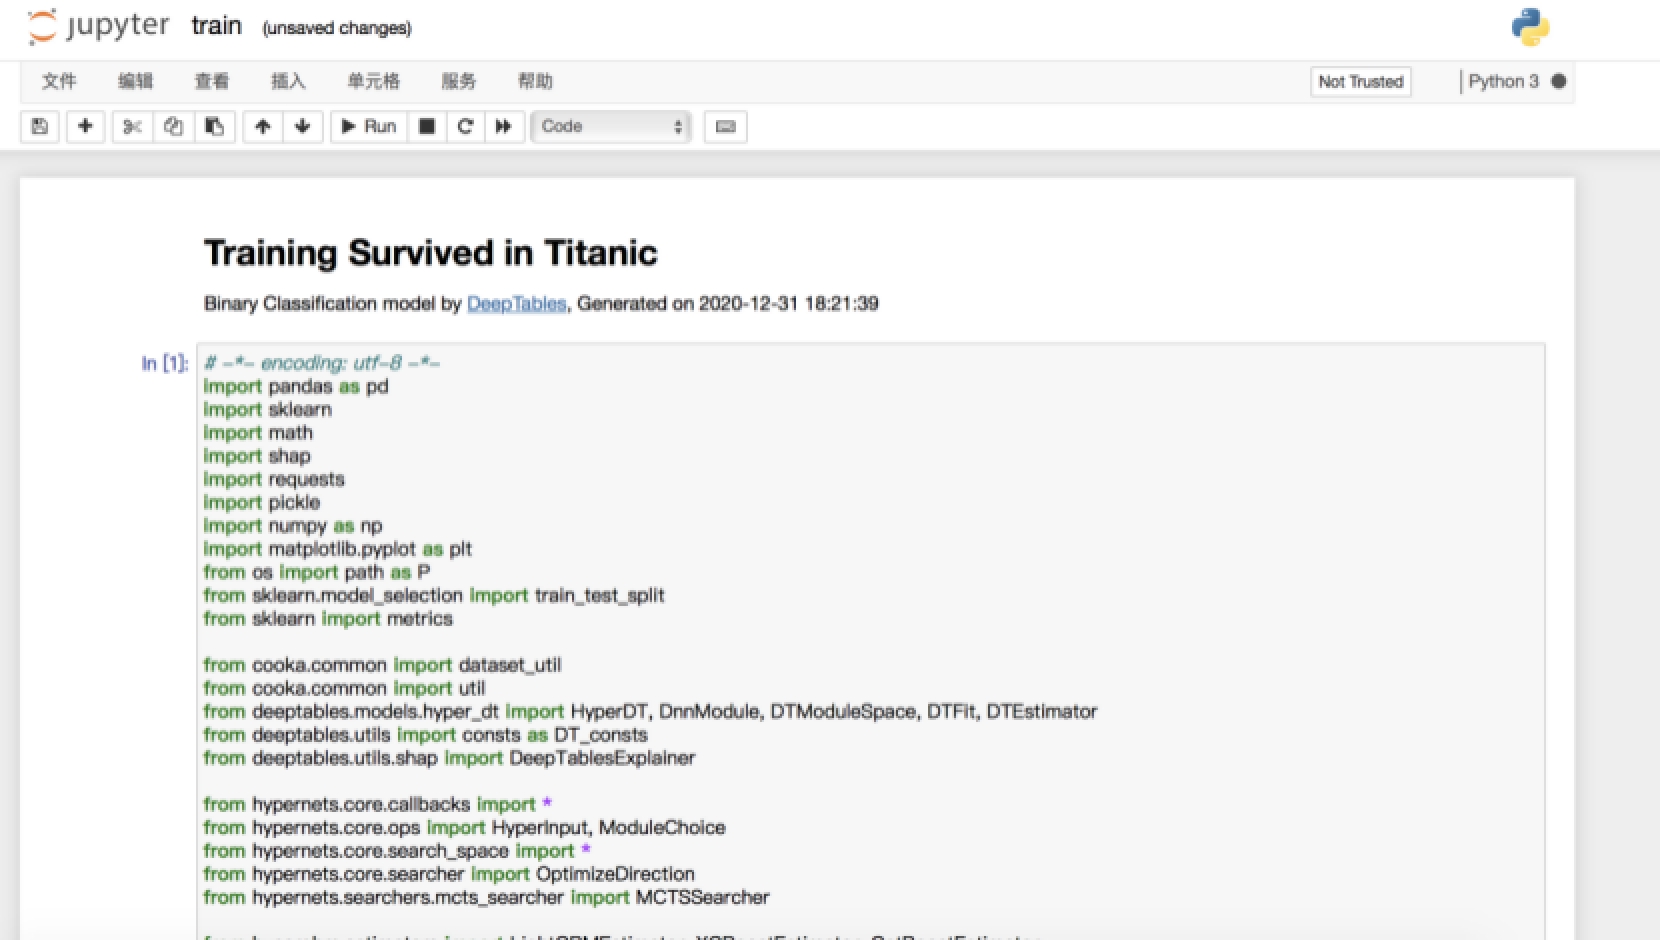 jupyter train (unsaved changes)
文件 编辑 查看 插入 单元格 服务 帮助 Not Trusted Python 3
Run Code
Training Survived in Titanic
Binary Classification model by DeepTables, Generated on 2020-12-31 18:21:39
In [1]: # -*- encoding: utf-8 -*-
import pandas as pd
import sklearn
import math
import shap
import requests
import pickle
import numpy as np
import matplotlib.pyplot as plt
from os import path as P
from sklearn.model_selection import train_test_split
from sklearn import metrics
from cooka.common import dataset_util
from cooka.common import util
from deeptables.models.hyper_dt import HyperDT, DnnModule, DTModuleSpace, DTFit, DTEstimator
from deeptables.utils import consts as DT_consts
from deeptables.utils.shap import DeepTablesExplainer
from hypernets.core.callbacks import *
from hypernets.core.ops import HyperInput, ModuleChoice
from hypernets.core.search_space import *
from hypernets.core.searcher import OptimizeDirection
from hypernets.searchers.mcts_searcher import MCTSSearcher